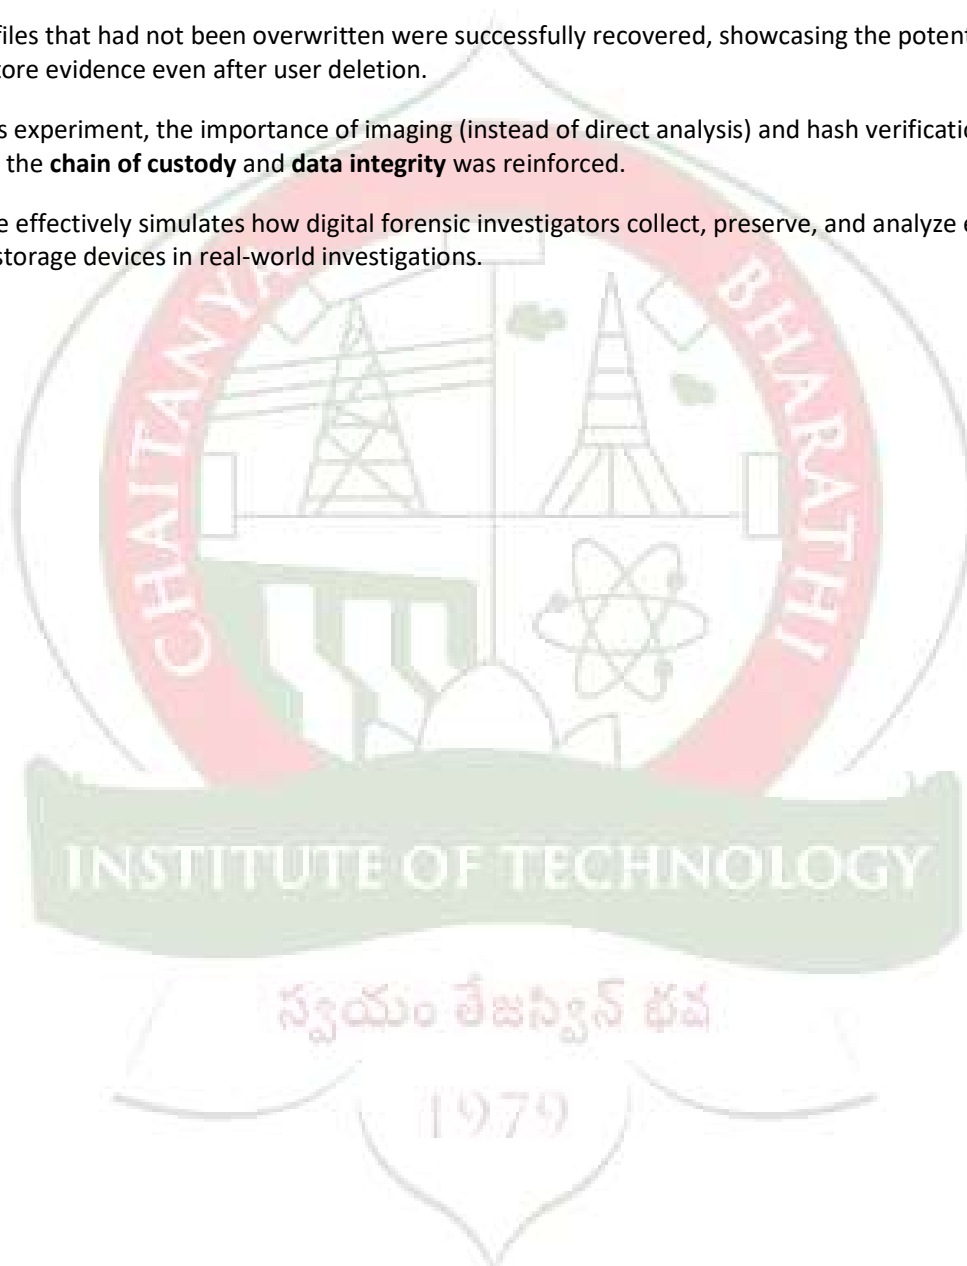 files that had not been overwritten were successfully recovered, showcasing the potent
tore evidence even after user deletion.
s experiment, the importance of imaging (instead of direct analysis) and hash verificatio
the chain of custody and data integrity was reinforced.
e effectively simulates how digital forensic investigators collect, preserve, and analyze e
storage devices in real-world investigations.
CHAITANYA BHARATHI
INSTITUTE OF TECHNOLOGY
స్వయం తేజస్విన్ భవ
1979